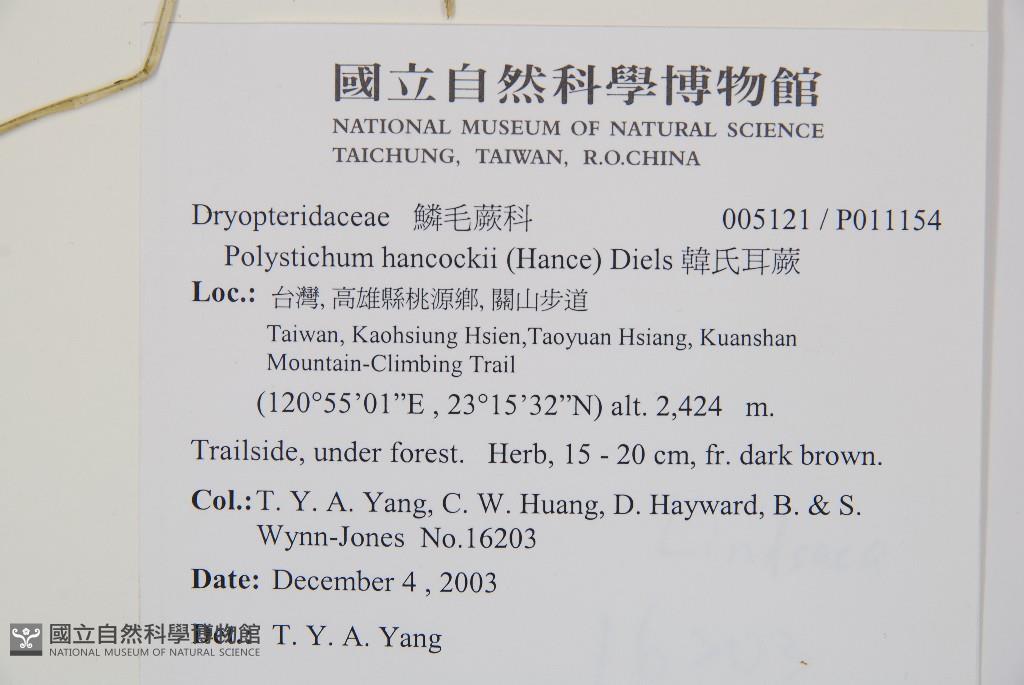 國立自然科學博物館
NATIONAL MUSEUM OF NATURAL SCIENCE
TAICHUNG, TAIWAN, R.O.CHINA
Dryopteridaceae 鱗毛蕨科 005121 / P011154
Polystichum hancockii (Hance) Diels 韓氏耳蕨
Loc.: 台灣, 高雄縣桃源鄉, 關山步道
Taiwan, Kaohsiung Hsien,Taoyuan Hsiang, Kuanshan
Mountain-Climbing Trail
(120°55’01”E , 23°15’32”N) alt. 2,424 m.
Trailside, under forest. Herb, 15 - 20 cm, fr. dark brown.
Col.: T. Y. A. Yang, C. W. Huang, D. Hayward, B. & S.
Wynn-Jones No.16203
Date: December 4 , 2003
Det.: T. Y. A. Yang
國立自然科學博物館
NATIONAL MUSEUM OF NATURAL SCIENCE